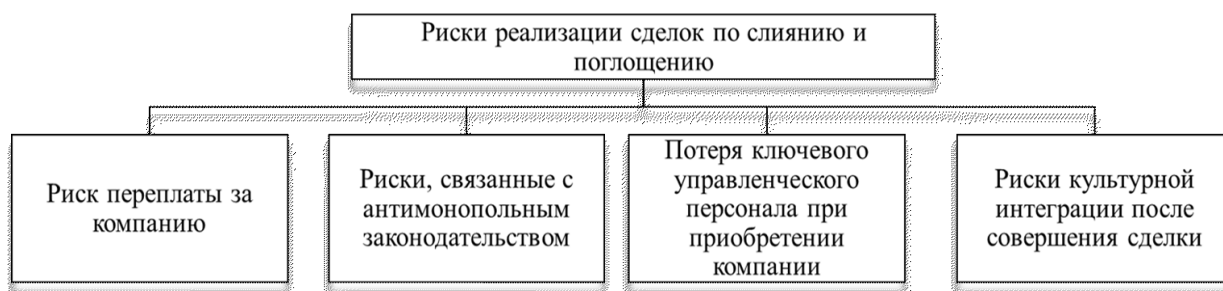 Риски реализации сделок по слиянию и
поглощению
Риск переплаты за
компанию
Риски, связанные с
антимонопольным
законодательством
Потеря ключевого
управленческого
персонала при
приобретении
компании
Риски культурной
интеграции после
совершения сделки